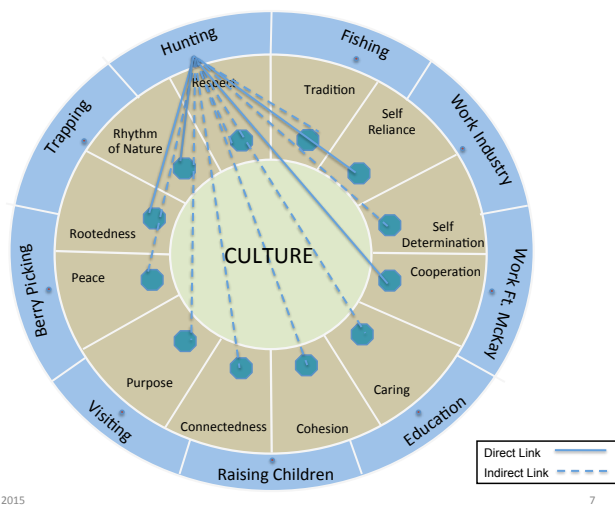 Hunting
Fishing
Respect
Tradition
Trapping
Rhythm
of Nature
Self
Reliance
Work Industry
Rootedness
CULTURE
Self
Determination
Berry Picking
Peace
Cooperation
Work Ft. McKay
Purpose
Caring
Visiting
Connectedness
Cohesion
Education
Raising Children
Direct Link
Indirect Link
2015
7